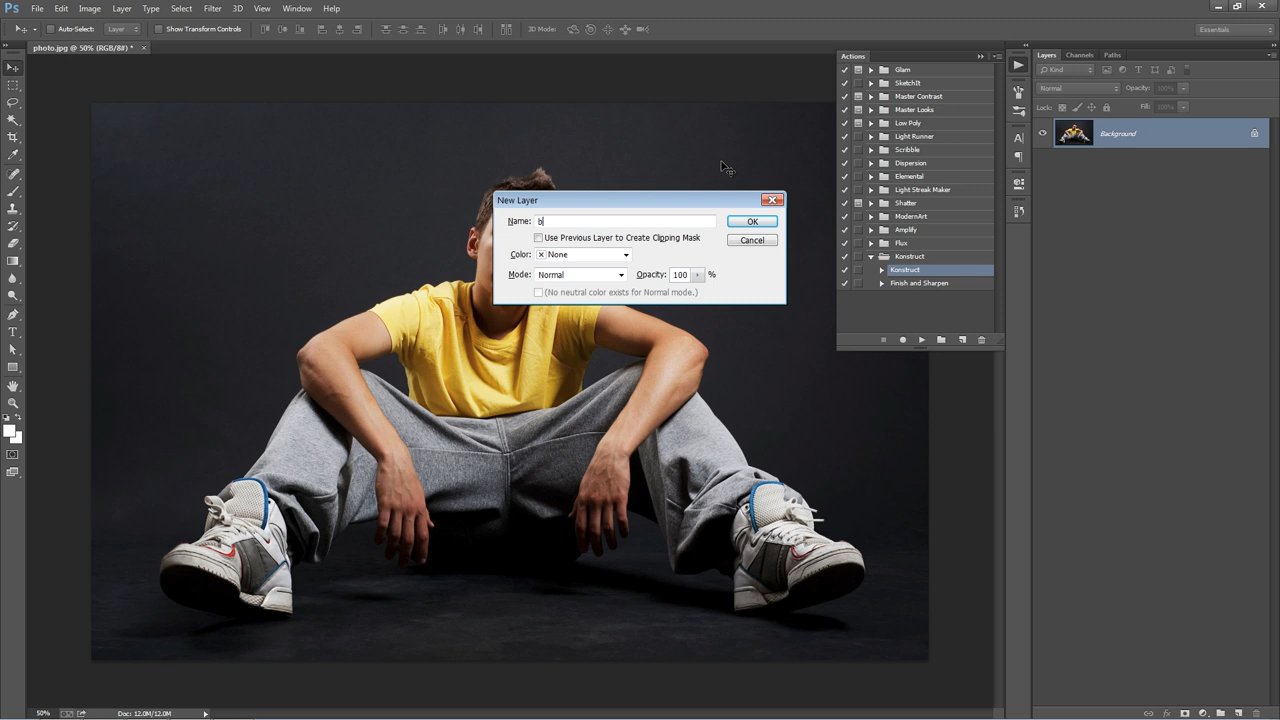 Ps File Edit Image Layer Type Select Filter 3D View Window Help
Auto-Select: Layer Show Transform Controls 3D Mode: Essentials
photo.jpg @ 50% (RGB/8#) * ×
Actions
Glam
SketchIt
Master Contrast
Master Looks
Low Poly
Light Runner
Scribble
Dispersion
Elemental
Light Streak Maker
Shatter
ModernArt
Amplify
Flux
Konstruct
Konstruct
Finish and Sharpen
Layers Channels Paths
Kind
Normal Opacity: 100%
Lock: Fill: 100%
Background
New Layer
Name: b OK
Use Previous Layer to Create Clipping Mask
Cancel
Color: None
Mode: Normal Opacity: 100 %
(No neutral color exists for Normal mode.)
50% Doc: 12.0M/12.0M